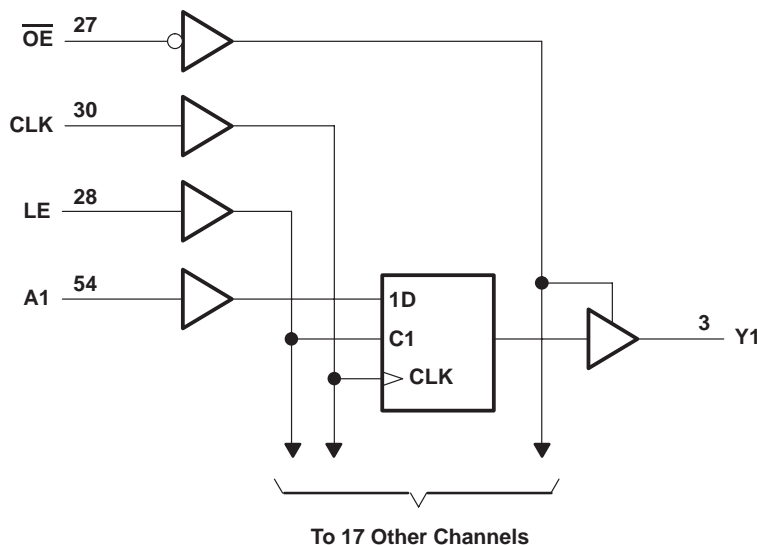 OE 27
CLK 30
LE 28
A1 54
1D
C1
CLK
3 Y1
To 17 Other Channels